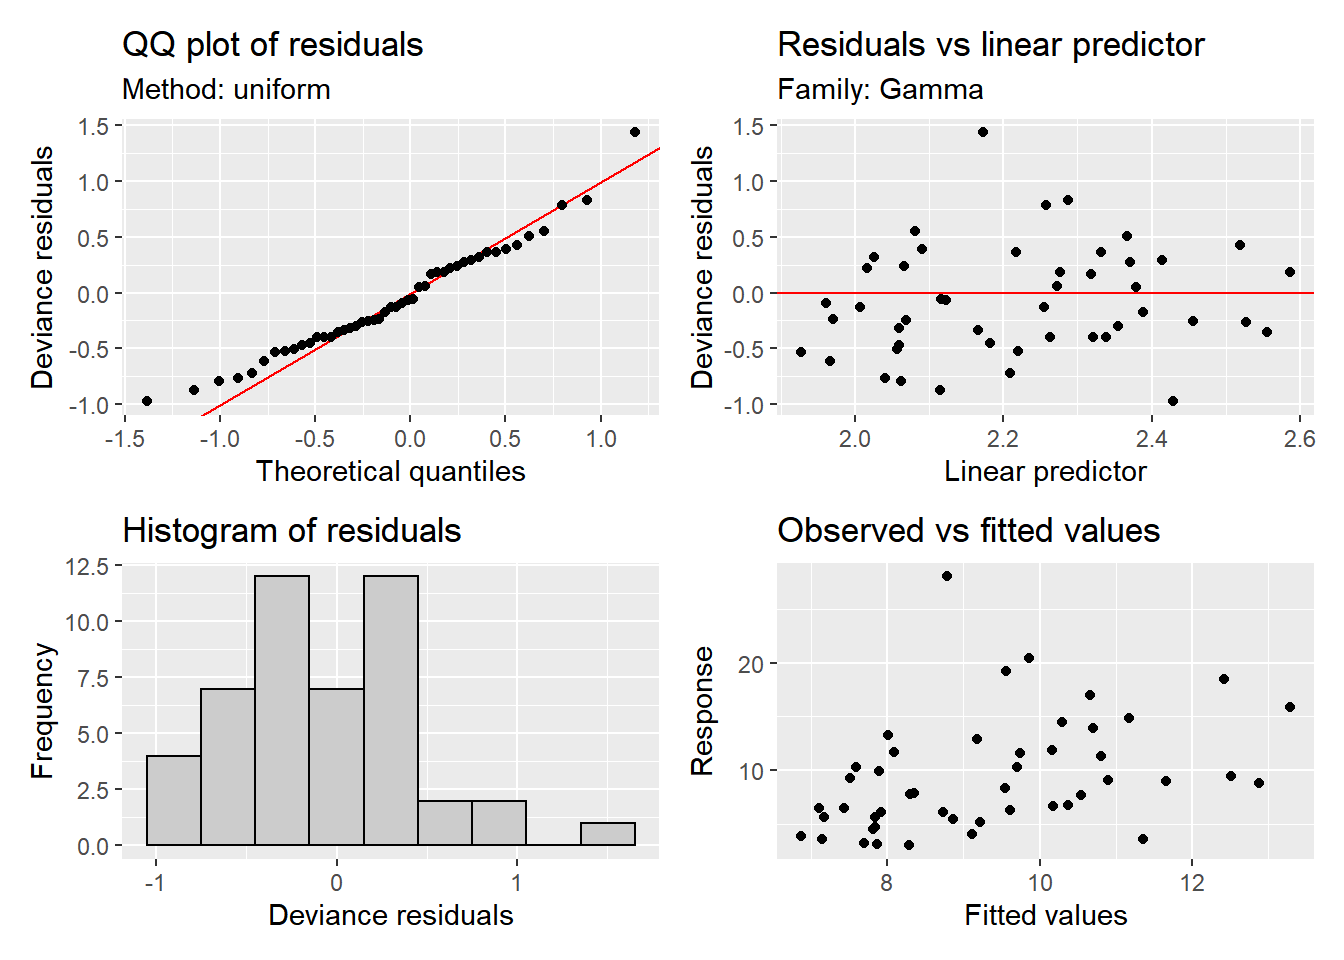 QQ plot of residuals
Method: uniform
1.5
1.0
0.5
0.0
-0.5
-1.0
Deviance residuals
-1.5 -1.0 -0.5 0.0 0.5 1.0
Theoretical quantiles
Residuals vs linear predictor
Family: Gamma
1.5
1.0
0.5
0.0
-0.5
-1.0
Deviance residuals
2.0 2.2 2.4 2.6
Linear predictor
Histogram of residuals
12.5
10.0
7.5
5.0
2.5
0.0
Frequency
-1 0 1
Deviance residuals
Observed vs fitted values
20
10
Response
8 10 12
Fitted values